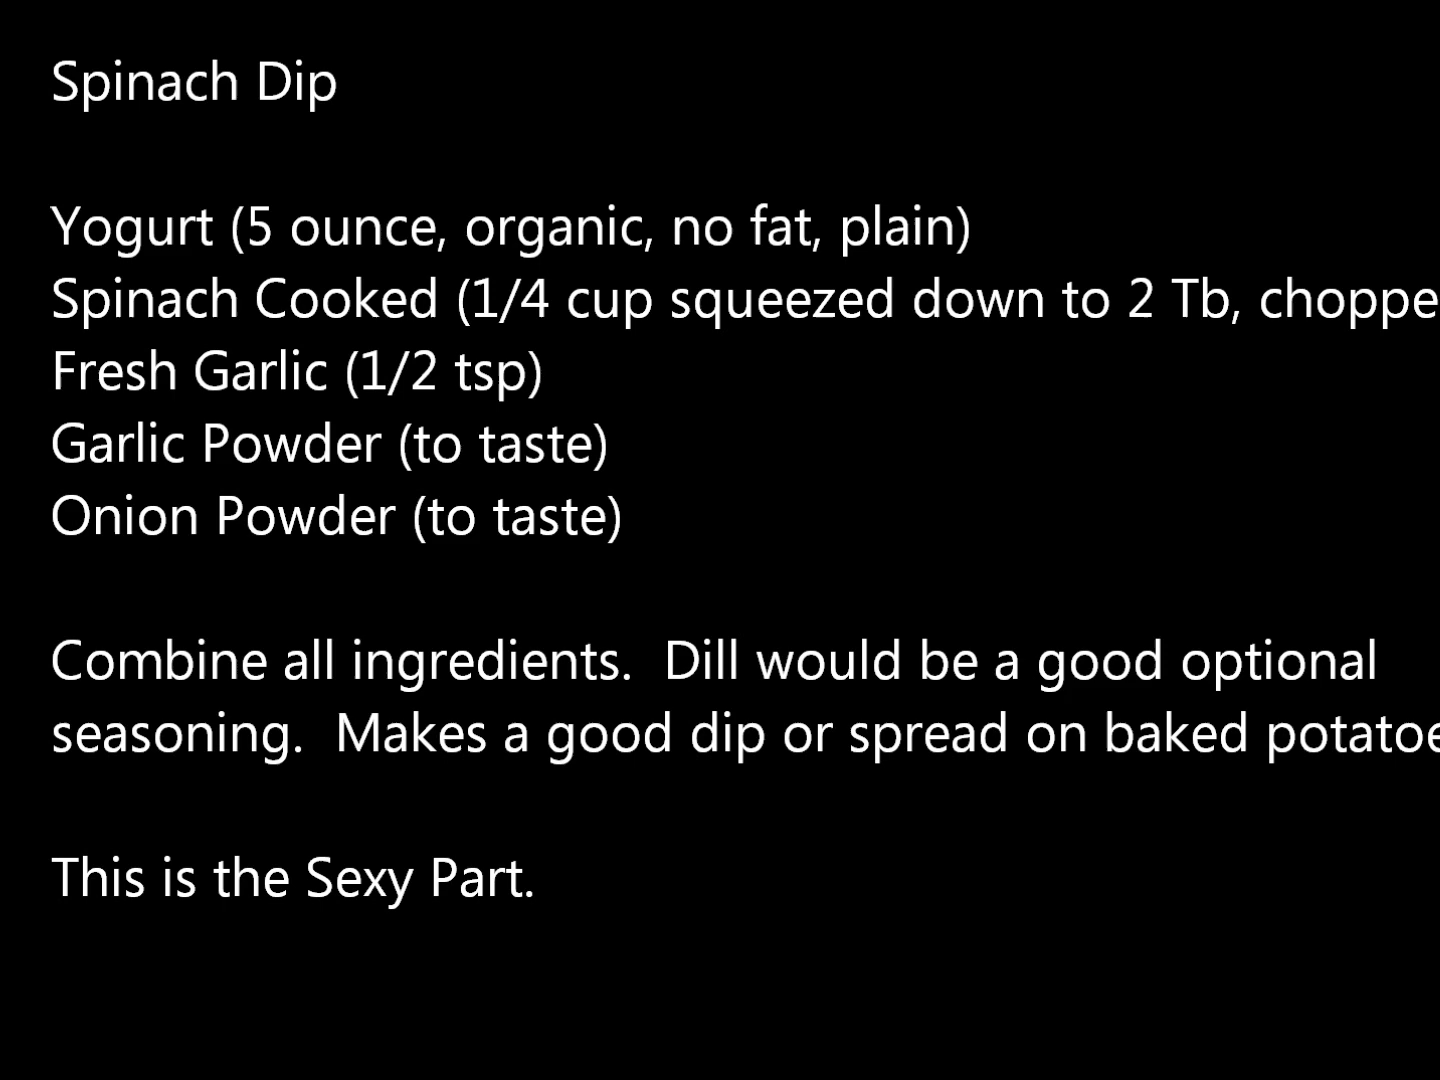 Spinach Dip
Yogurt (5 ounce, organic, no fat, plain)
Spinach Cooked (1/4 cup squeezed down to 2 Tb, choppe
Fresh Garlic (1/2 tsp)
Garlic Powder (to taste)
Onion Powder (to taste)
Combine all ingredients.  Dill would be a good optional
seasoning.  Makes a good dip or spread on baked potatoe
This is the Sexy Part.